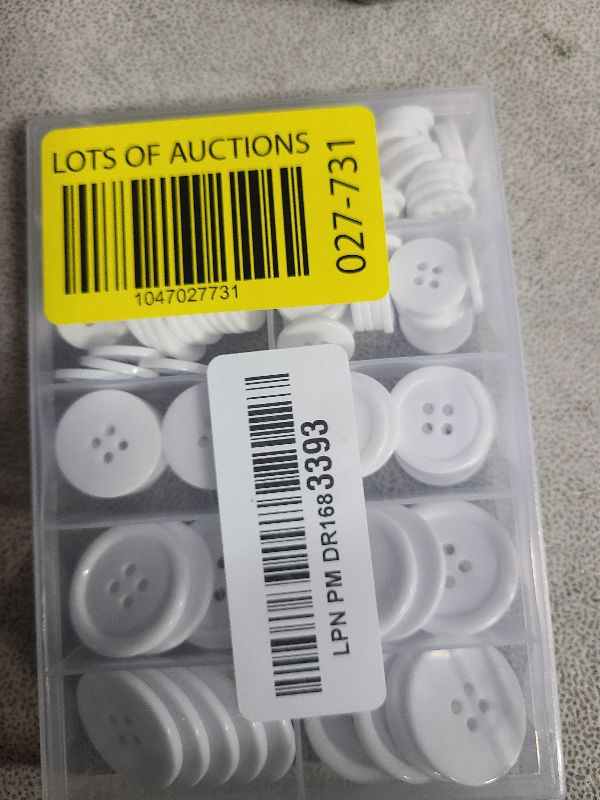 LOTS OF AUCTIONS
1047027731
027-731
LPN PM DR1683393